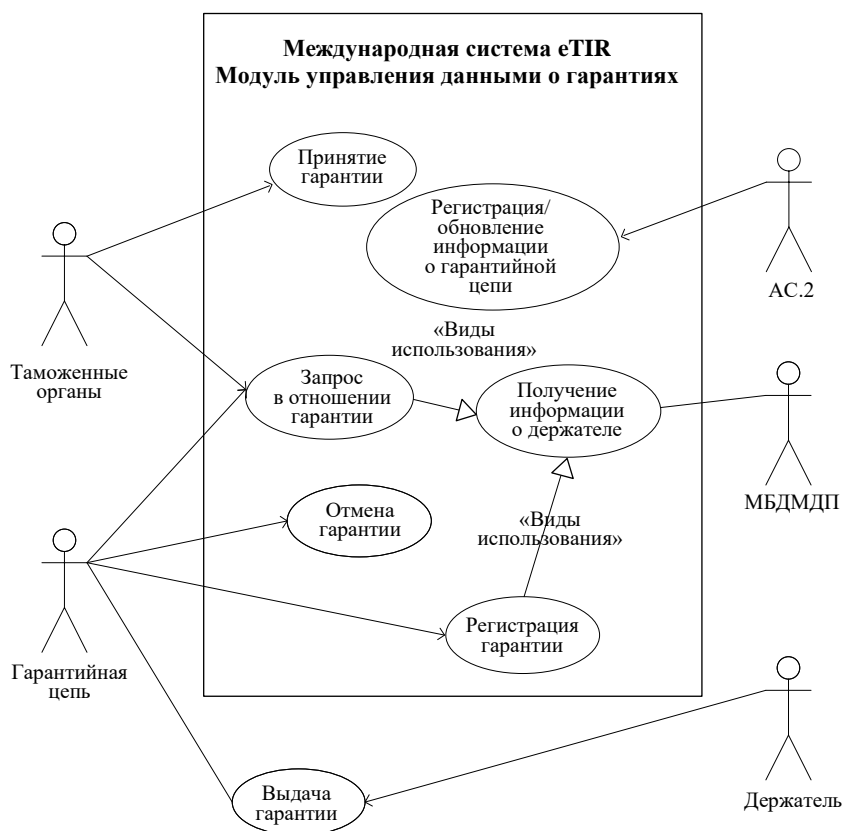 Международная система eTIR
Модуль управления данными о гарантиях
Принятие
гарантии
Регистрация/
обновление
информации
о гарантийной
цепи
АС.2
Таможенные
органы
«Виды
использования»
Запрос
в отношении
гарантии
Получение
информации
о держателе
МБДМДП
Отмена
гарантии
«Виды
использования»
Гарантийная
цепь
Регистрация
гарантии
Выдача
гарантии
Держатель